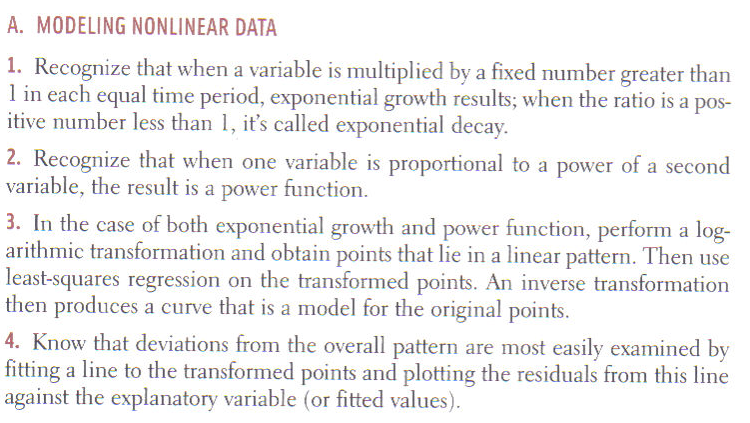 A. MODELING NONLINEAR DATA
1. Recognize that when a variable is multiplied by a fixed number greater than
1 in each equal time period, exponential growth results; when the ratio is a pos-
itive number less than 1, it's called exponential decay.
2. Recognize that when one variable is proportional to a power of a second
variable, the result is a power function.
3. In the case of both exponential growth and power function, perform a log-
arithmic transformation and obtain points that lie in a linear pattern. Then use
least-squares regression on the transformed points. An inverse transformation
then produces a curve that is a model for the original points.
4. Know that deviations from the overall pattern are most easily examined by
fitting a line to the transformed points and plotting the residuals from this line
against the explanatory variable (or fitted values).